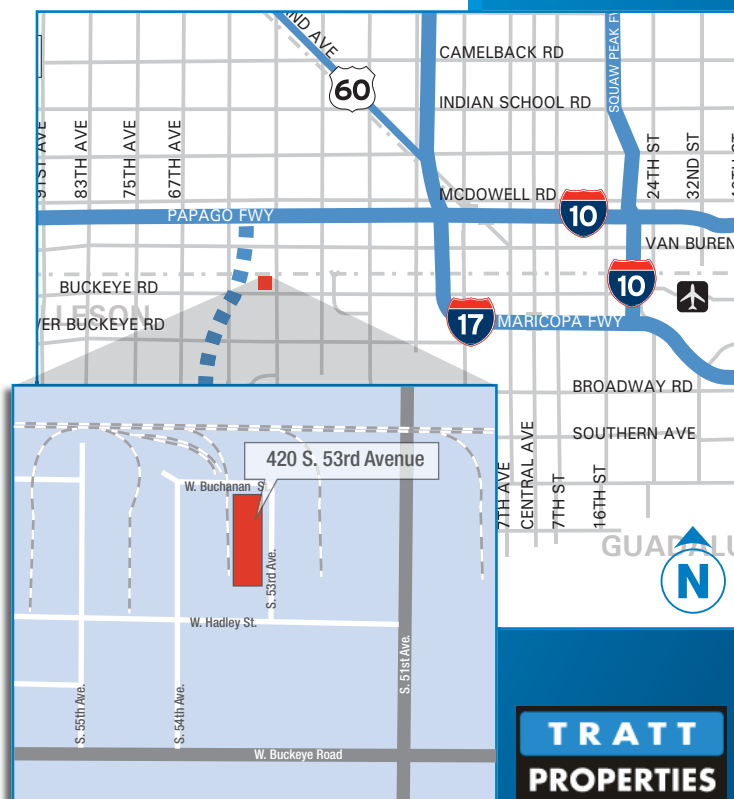 ND AVE
60
CAMELBACK RD
SQUAW PEAK F
INDIAN SCHOOL RD
91ST AVE
83TH AVE
75TH AVE
67TH AVE
24TH ST
32ND ST
MCDOWELL RD
PAPAGO FWY
10
VAN BUREN
BUCKEYE RD
10
LESON
ER BUCKEYE RD
17
MARICOPA FWY
BROADWAY RD
SOUTHERN AVE
7TH AVE
CENTRAL AVE
7TH ST
16TH ST
GUADALU
N
420 S. 53rd Avenue
W. Buchanan S
S. 53rd Ave.
W. Hadley St.
S. 51st Ave.
S. 55th Ave.
S. 54th Ave.
W. Buckeye Road
TRATT
PROPERTIES